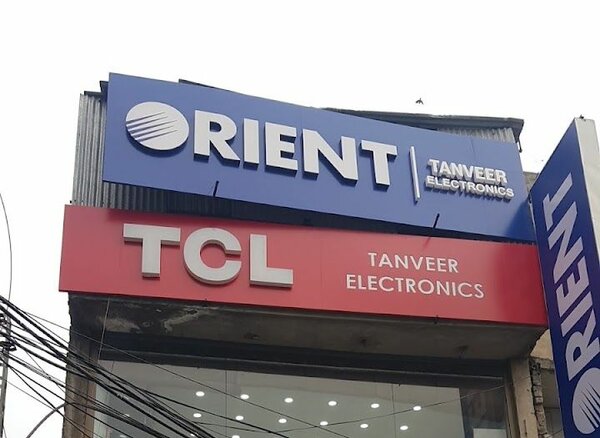 ORIENT
TANVEER
ELECTRONICS
TCL
TANVEER
ELECTRONICS
ORIENT